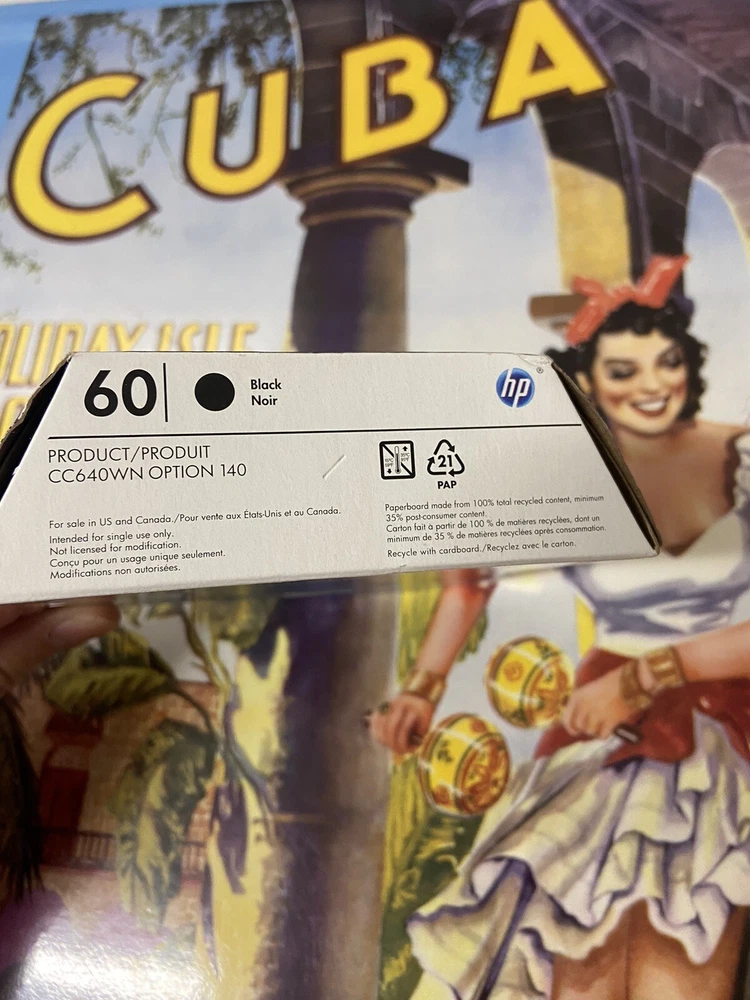 CUBA
HOLIDAY ISLE
60
Black
Noir
hp
®
PRODUCT/PRODUIT
CC640WN OPTION 140
21
PAP
For sale in US and Canada./Pour vente aux États-Unis et au Canada.
Intended for single use only.
Not licensed for modification.
Conçu pour un usage unique seulement.
Modifications non autorisées.
Paperboard made from 100% total recycled content, minimum
35% post-consumer content.
Carton fait à partir de 100 % de matières recyclées, dont un
minimum de 35 % de matières recyclées après consommation.
Recycle with cardboard./Recyclez avec le carton.